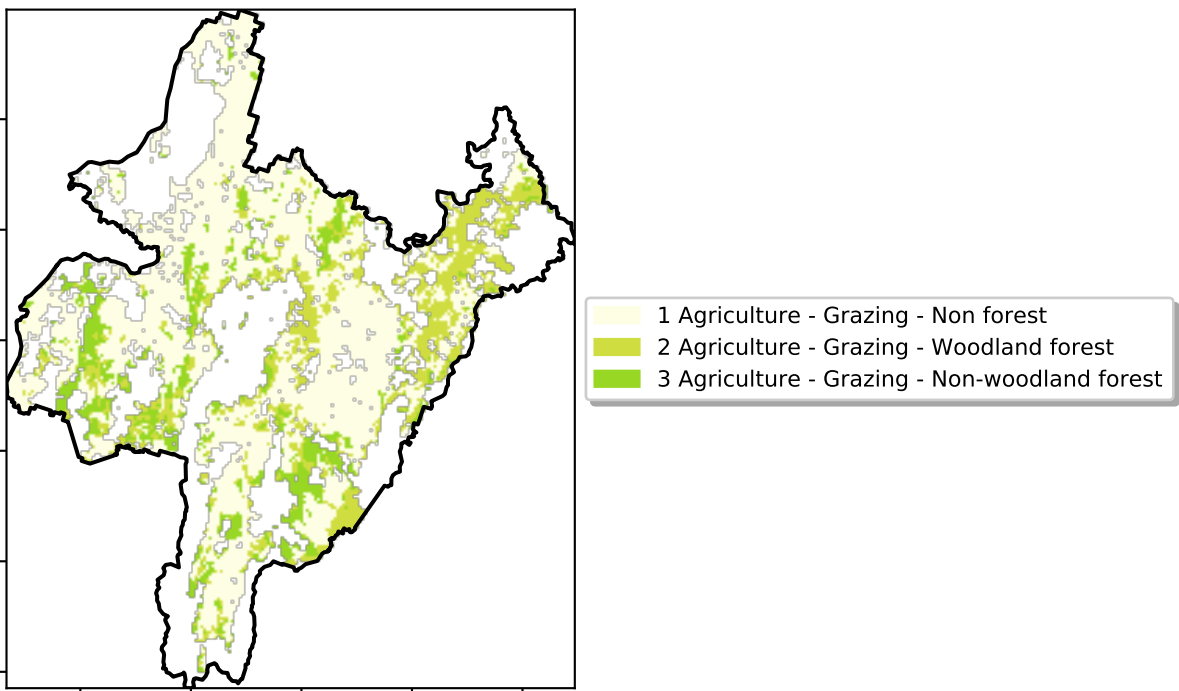 1 Agriculture - Grazing - Non forest
2 Agriculture - Grazing - Woodland forest
3 Agriculture - Grazing - Non-woodland forest